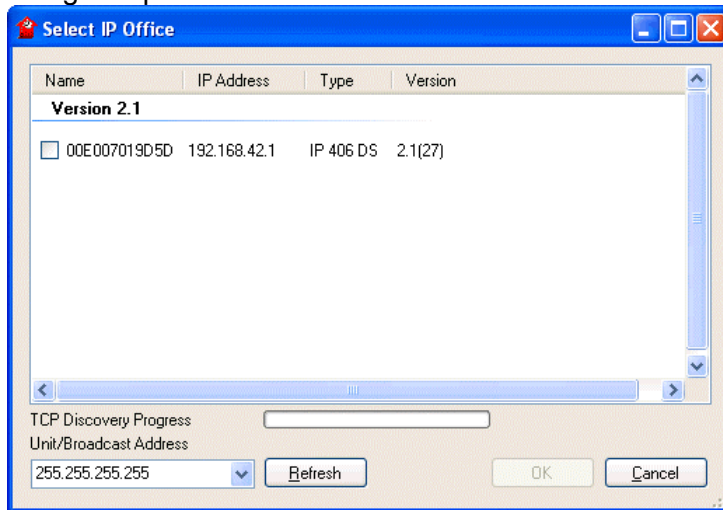 Select IP Office
Name IP Address Type Version
Version 2.1
00E007019D5D 192.168.42.1 IP 406 DS 2.1(27)
TCP Discovery Progress
Unit/Broadcast Address
255.255.255.255 Refresh OK Cancel